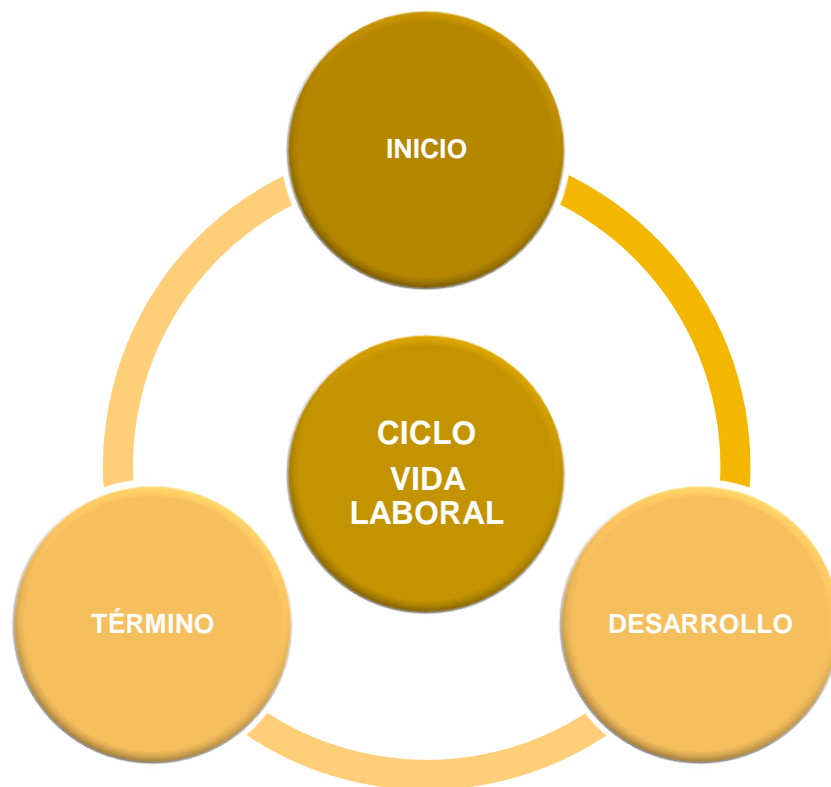 INICIO
CICLO
VIDA
LABORAL
TÉRMINO
DESARROLLO